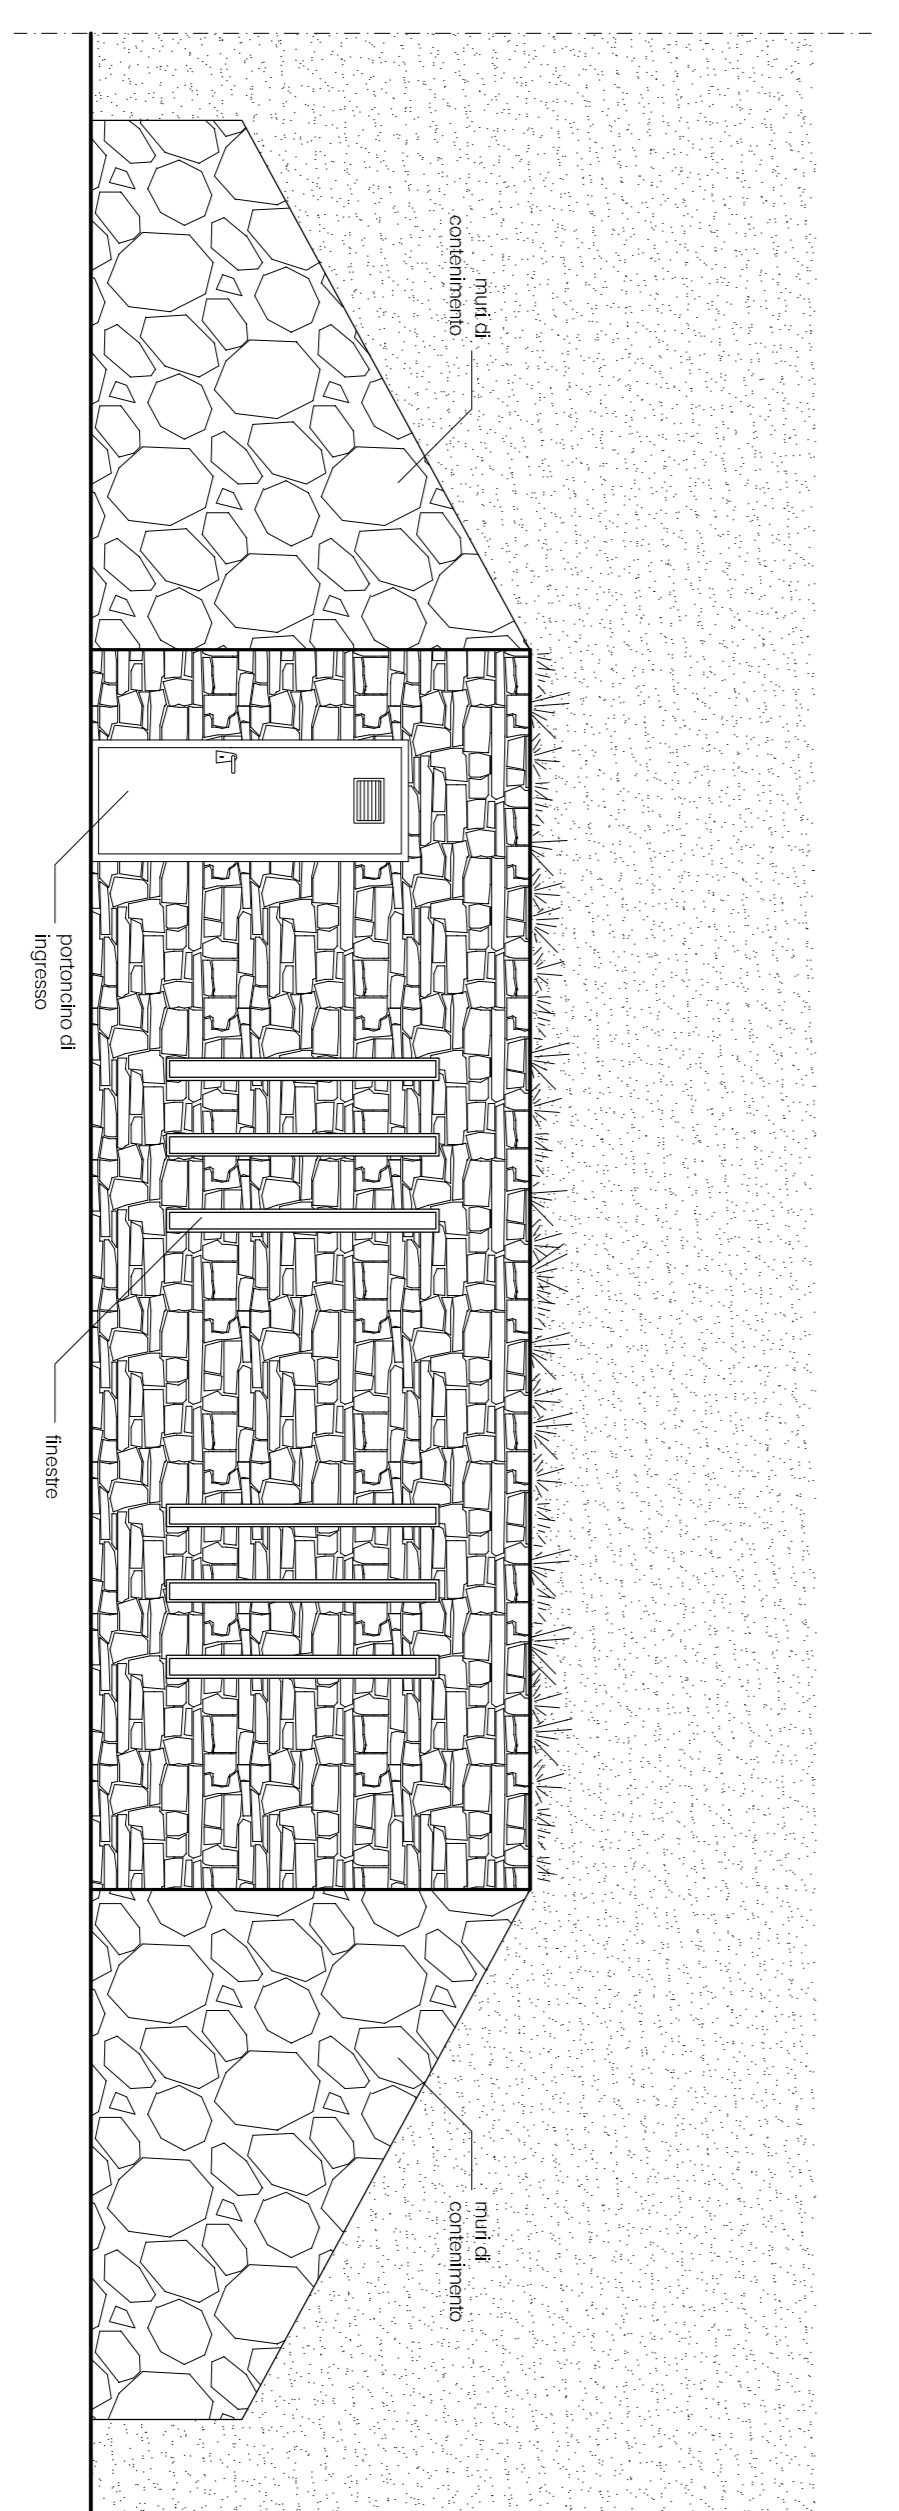 muri di
contenimento
portoncino di
ingresso
finestre
muri di
contenimento